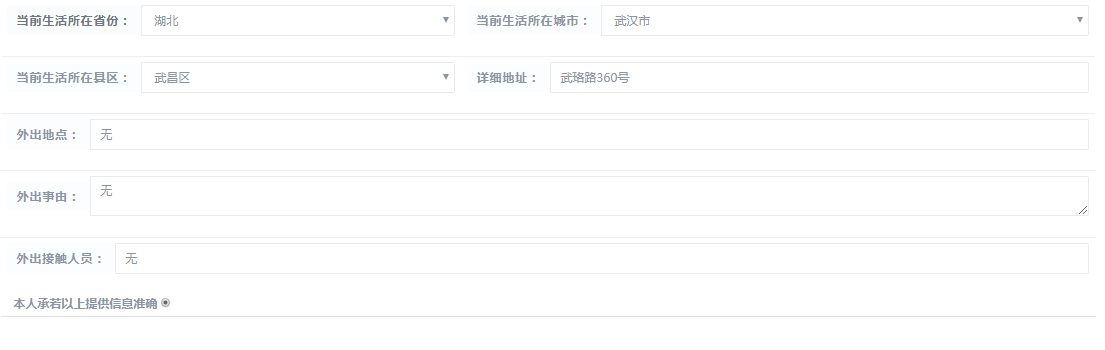 当前生活所在省份： 湖北 当前生活所在城市： 武汉市
当前生活所在县区： 武昌区 详细地址： 武珞路360号
外出地点： 无
外出事由： 无
外出接触人员： 无
本人承若以上提供信息准确